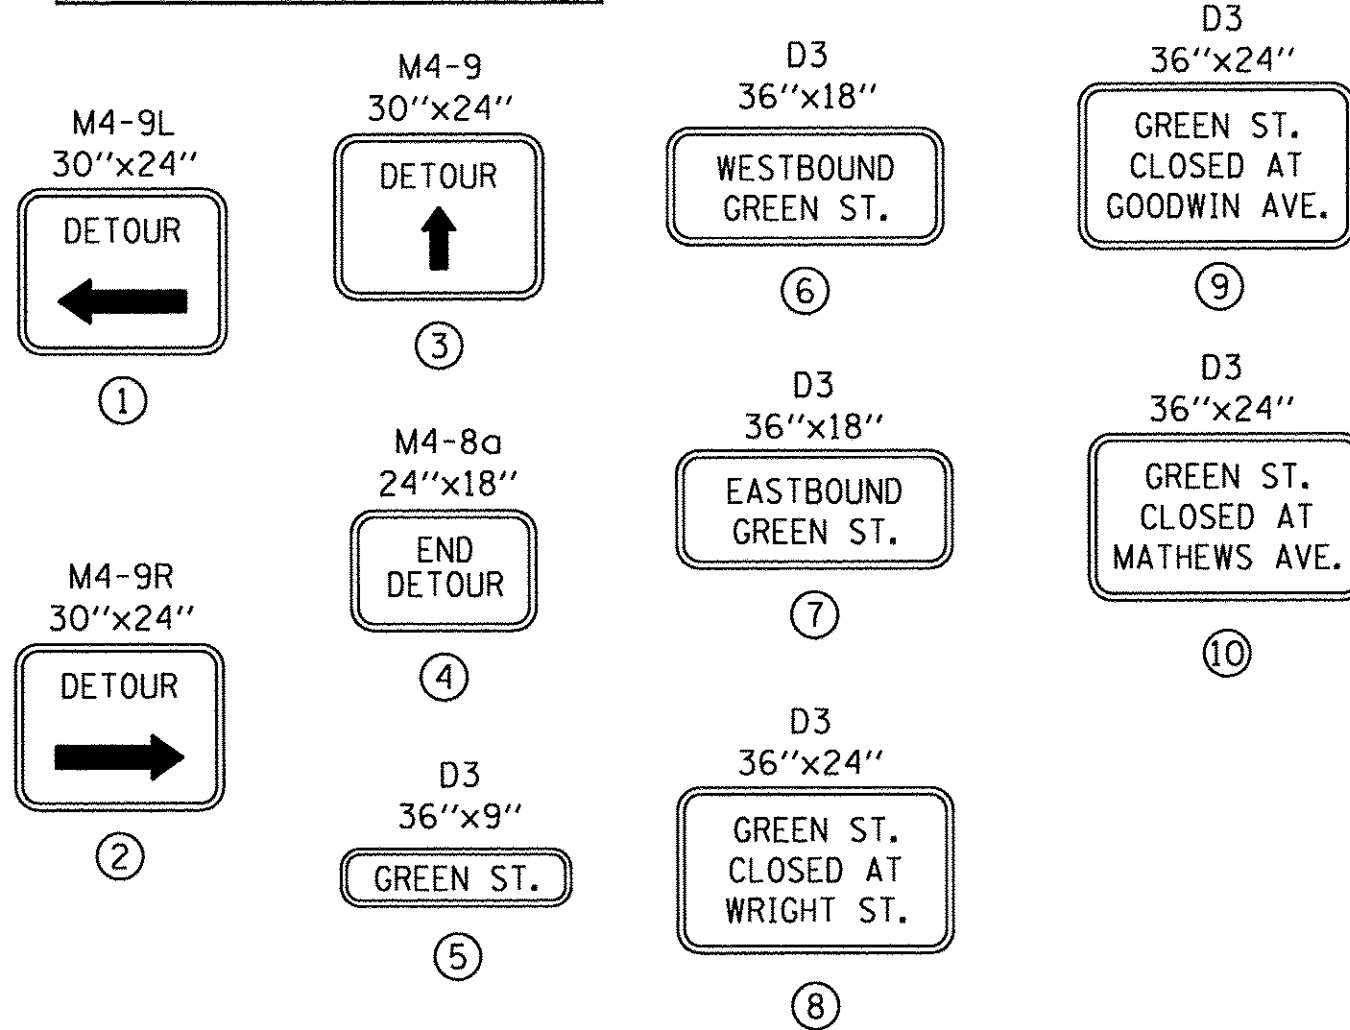 M4-9L
30''x24''
DETOUR
1
M4-9R
30''x24''
DETOUR
2
M4-9
30''x24''
DETOUR
3
M4-8a
24''x18''
END
DETOUR
4
D3
36''x9''
GREEN ST.
5
D3
36''x18''
WESTBOUND
GREEN ST.
6
D3
36''x18''
EASTBOUND
GREEN ST.
7
D3
36''x24''
GREEN ST.
CLOSED AT
WRIGHT ST.
8
D3
36''x24''
GREEN ST.
CLOSED AT
GOODWIN AVE.
9
D3
36''x24''
GREEN ST.
CLOSED AT
MATHEWS AVE.
10